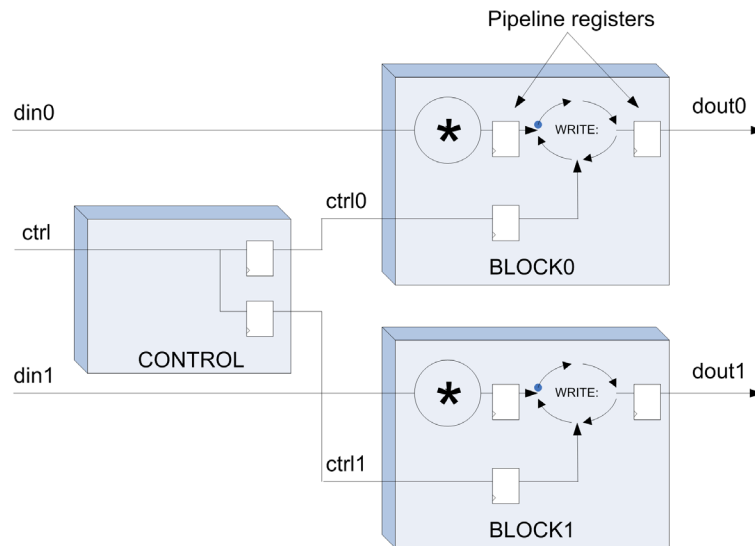 Pipeline registers
din0
*
WRITE:
dout0
ctrl0
ctrl
BLOCK0
CONTROL
din1
*
WRITE:
dout1
ctrl1
BLOCK1